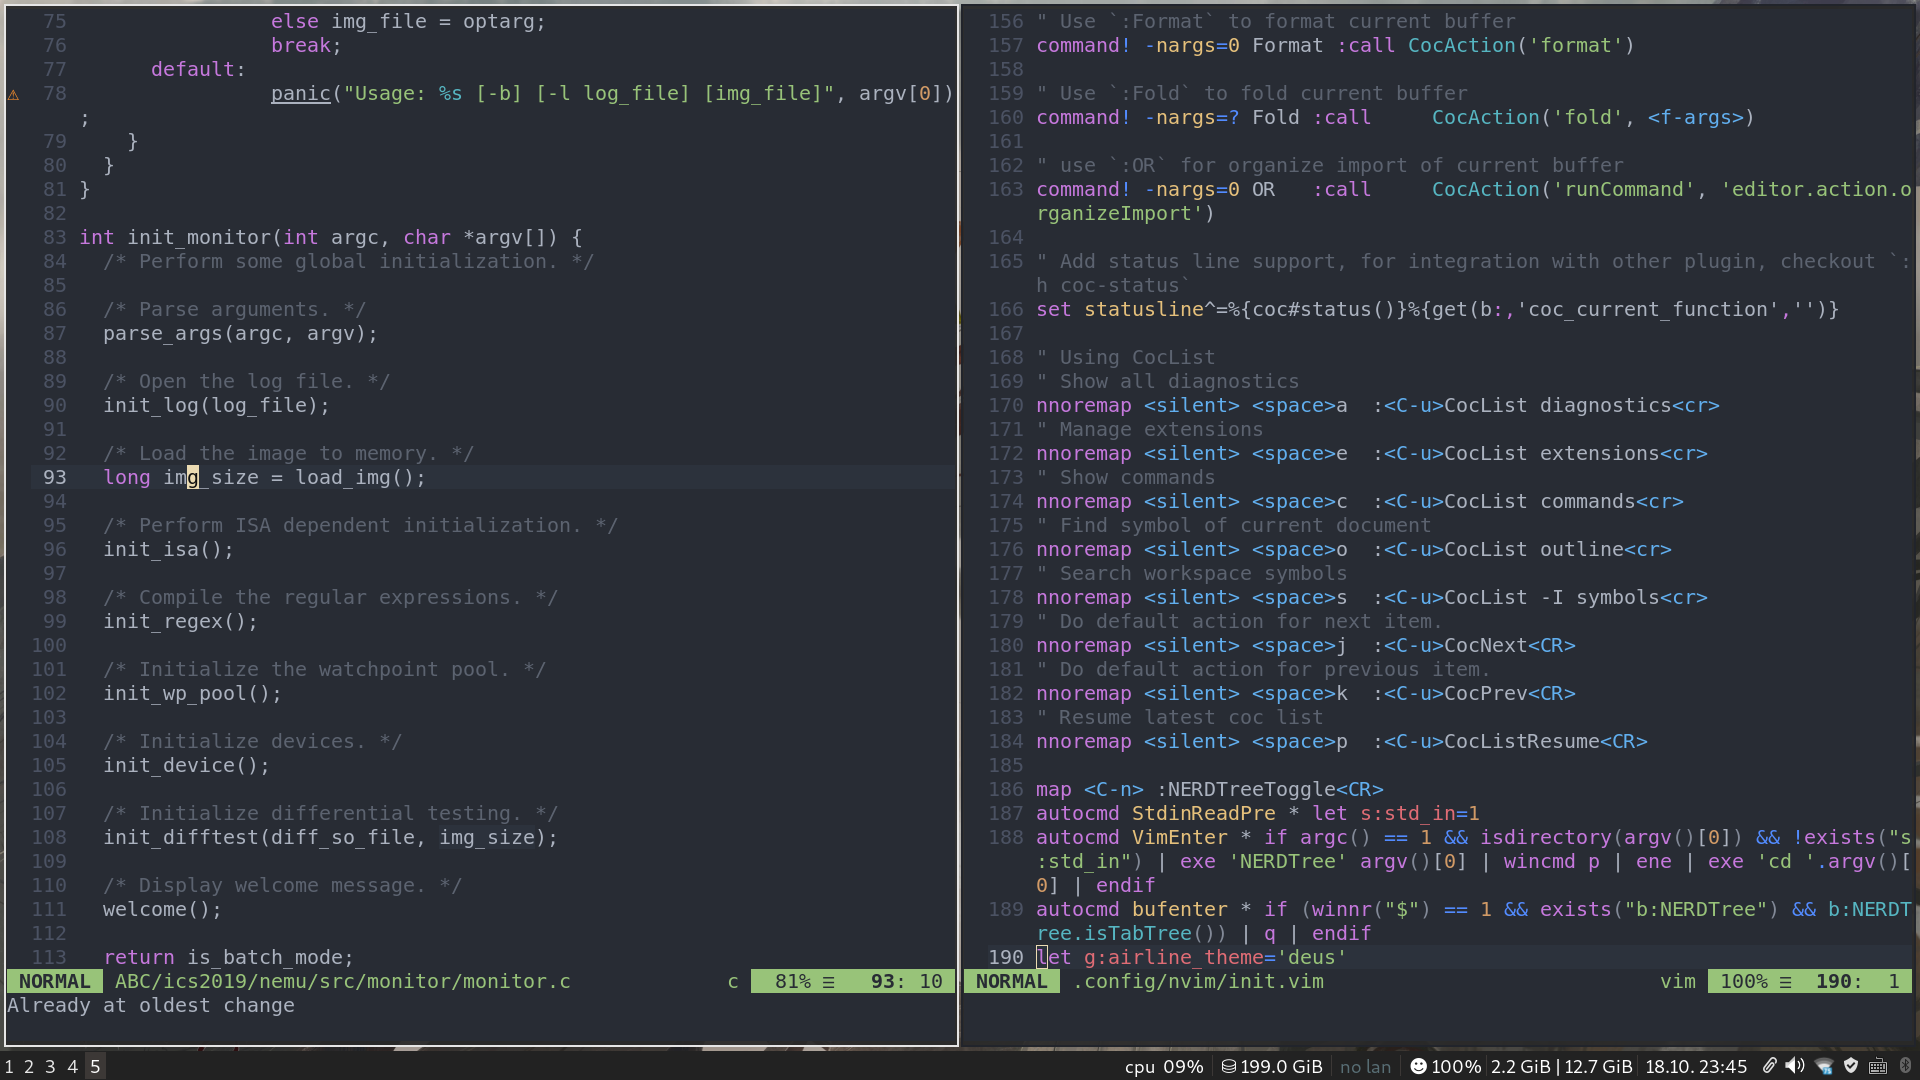 75                 else img_file = optarg;
76                 break;
77       default:
⚠ 78                 panic("Usage: %s [-b] [-l log_file] [img_file]", argv[0])
;
79     }
80   }
81 }
82
83 int init_monitor(int argc, char *argv[]) {
84   /* Perform some global initialization. */
85
86   /* Parse arguments. */
87   parse_args(argc, argv);
88
89   /* Open the log file. */
90   init_log(log_file);
91
92   /* Load the image to memory. */
93   long img_size = load_img();
94
95   /* Perform ISA dependent initialization. */
96   init_isa();
97
98   /* Compile the regular expressions. */
99   init_regex();
100
101   /* Initialize the watchpoint pool. */
102   init_wp_pool();
103
104   /* Initialize devices. */
105   init_device();
106
107   /* Initialize differential testing. */
108   init_difftest(diff_so_file, img_size);
109
110   /* Display welcome message. */
111   welcome();
112
113   return is_batch_mode;
NORMAL ABC/ics2019/nemu/src/monitor/monitor.c c 81% ☰ 93: 10
Already at oldest change
156 " Use `:Format` to format current buffer
157 command! -nargs=0 Format :call CocAction('format')
158
159 " Use `:Fold` to fold current buffer
160 command! -nargs=? Fold :call     CocAction('fold', <f-args>)
161
162 " use `:OR` for organize import of current buffer
163 command! -nargs=0 OR   :call     CocAction('runCommand', 'editor.action.o
rganizeImport')
164
165 " Add status line support, for integration with other plugin, checkout `:
h coc-status`
166 set statusline^=%{coc#status()}%{get(b:,'coc_current_function','')}
167
168 " Using CocList
169 " Show all diagnostics
170 nnoremap <silent> <space>a  :<C-u>CocList diagnostics<cr>
171 " Manage extensions
172 nnoremap <silent> <space>e  :<C-u>CocList extensions<cr>
173 " Show commands
174 nnoremap <silent> <space>c  :<C-u>CocList commands<cr>
175 " Find symbol of current document
176 nnoremap <silent> <space>o  :<C-u>CocList outline<cr>
177 " Search workspace symbols
178 nnoremap <silent> <space>s  :<C-u>CocList -I symbols<cr>
179 " Do default action for next item.
180 nnoremap <silent> <space>j  :<C-u>CocNext<CR>
181 " Do default action for previous item.
182 nnoremap <silent> <space>k  :<C-u>CocPrev<CR>
183 " Resume latest coc list
184 nnoremap <silent> <space>p  :<C-u>CocListResume<CR>
185
186 map <C-n> :NERDTreeToggle<CR>
187 autocmd StdinReadPre * let s:std_in=1
188 autocmd VimEnter * if argc() == 1 && isdirectory(argv()[0]) && !exists("s
:std_in") | exe 'NERDTree' argv()[0] | wincmd p | ene | exe 'cd '.argv()[
0] | endif
189 autocmd bufenter * if (winnr("$") == 1 && exists("b:NERDTree") && b:NERDT
ree.isTabTree()) | q | endif
190 let g:airline_theme='deus'
NORMAL .config/nvim/init.vim vim 100% ☰ 190: 1
1 2 3 4 5 cpu 09% 199.0 GiB no lan 100% 2.2 GiB | 12.7 GiB 18.10. 23:45